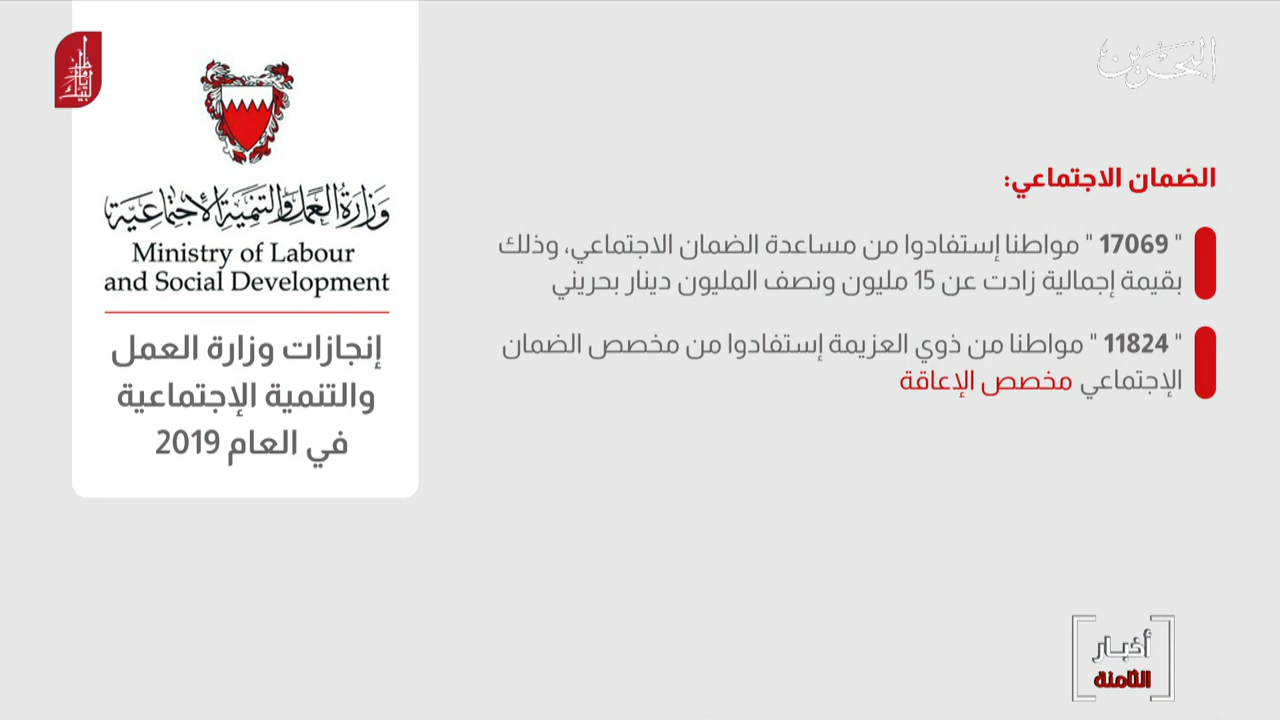 البحرين
الضمان الاجتماعي:
" 17069 " مواطنا إستفادوا من مساعدة الضمان الاجتماعي، وذلك
بقيمة إجمالية زادت عن 15 مليون ونصف المليون دينار بحريني
" 11824 " مواطنا من ذوي العزيمة إستفادوا من مخصص الضمان
الإجتماعي مخصص الإعاقة
وزارة العمل والتنمية الاجتماعية
Ministry of Labour
and Social Development
إنجازات وزارة العمل
والتنمية الإجتماعية
في العام 2019
أخبار
الثامنة